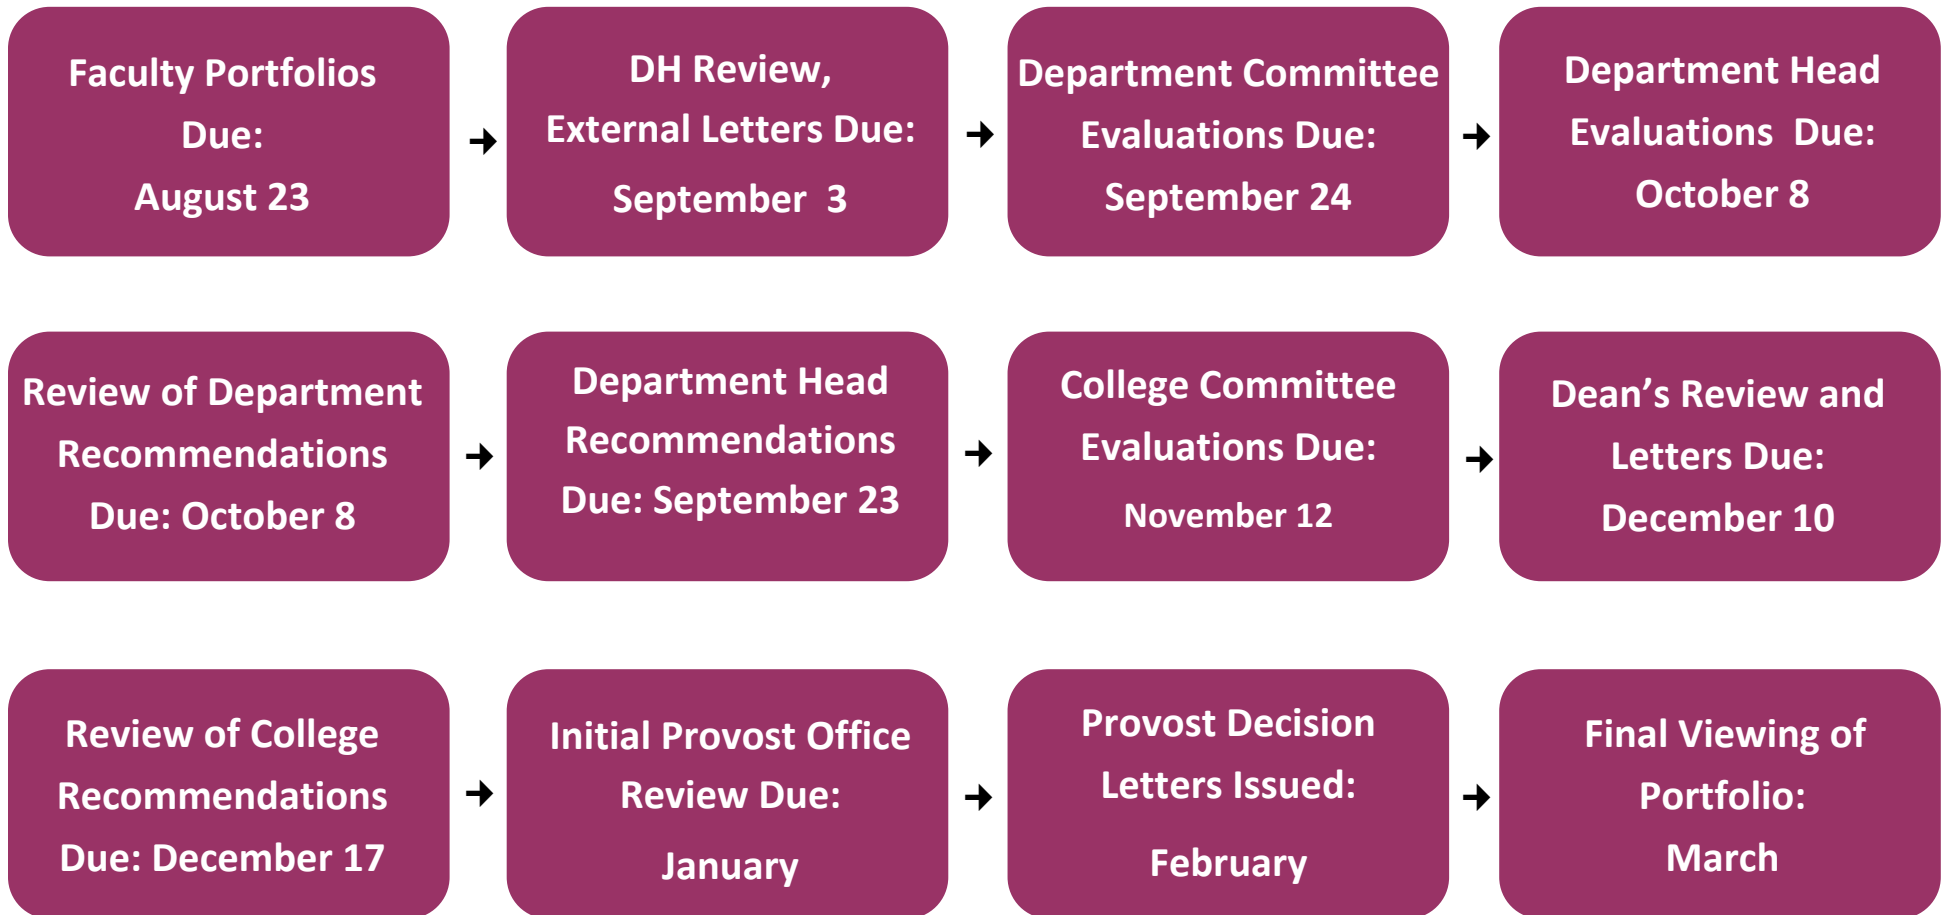 Faculty Portfolios
Due:
August 23
DH Review,
External Letters Due:
September  3
Department Committee
Evaluations Due:
September 24
Department Head
Evaluations  Due:
October 8
Review of Department
Recommendations
Due: October 8
Department Head
Recommendations
Due: September 23
College Committee
Evaluations Due:
November 12
Dean’s Review and
Letters Due:
December 10
Review of College
Recommendations
Due: December 17
Initial Provost Office
Review Due:
January
Provost Decision
Letters Issued:
February
Final Viewing of
Portfolio:
March